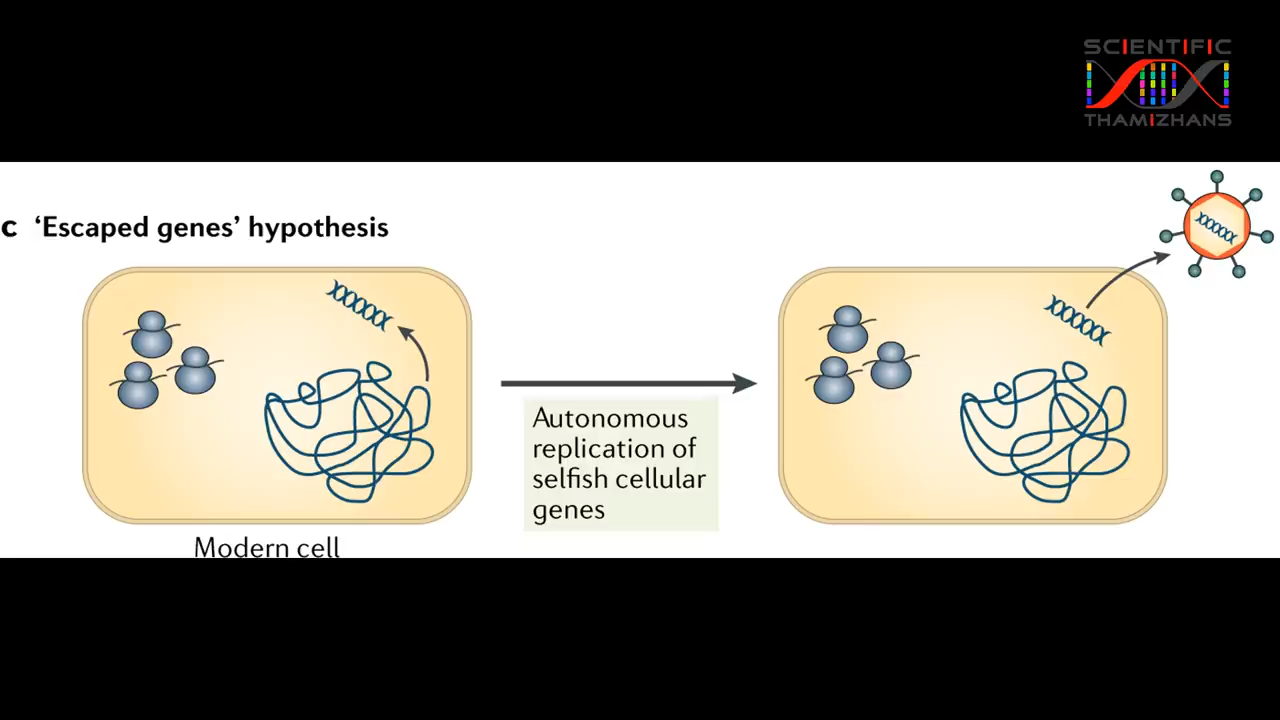 SCIENTIFIC
THAMIZHANS
c ‘Escaped genes’ hypothesis
Autonomous
replication of
selfish cellular
genes
Modern cell